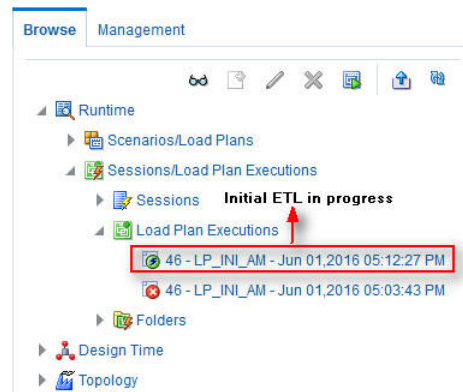 Browse Management
Runtime
Scenarios/Load Plans
Sessions/Load Plan Executions
Sessions Initial ETL in progress
Load Plan Executions
46 - LP_INI_AM - Jun 01,2016 05:12:27 PM
46 - LP_INI_AM - Jun 01,2016 05:03:43 PM
Folders
Design Time
Topology